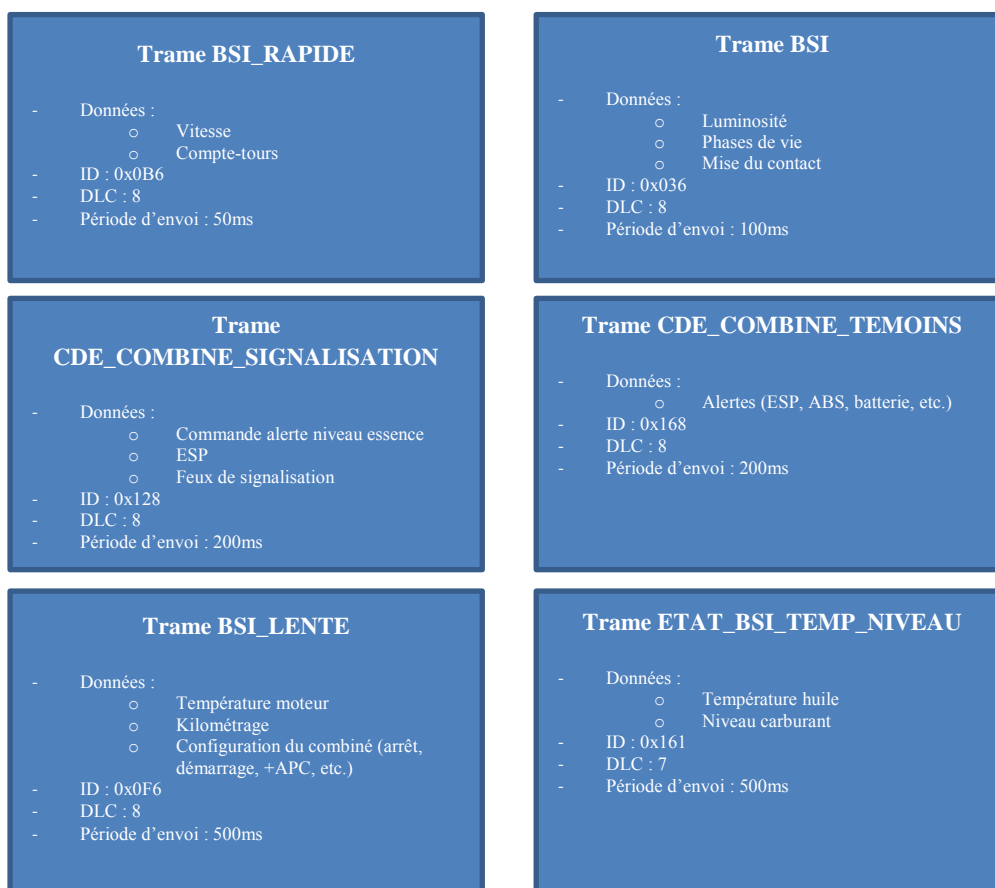 Trame BSI_RAPIDE
- Données :
o Vitesse
o Compte-tours
- ID : 0x0B6
- DLC : 8
- Période d’envoi : 50ms
Trame BSI
- Données :
o Luminosité
o Phases de vie
o Mise du contact
- ID : 0x036
- DLC : 8
- Période d’envoi : 100ms
Trame
CDE_COMBINE_SIGNALISATION
- Données :
o Commande alerte niveau essence
o ESP
o Feux de signalisation
- ID : 0x128
- DLC : 8
- Période d’envoi : 200ms
Trame CDE_COMBINE_TEMOINS
- Données :
o Alertes (ESP, ABS, batterie, etc.)
- ID : 0x168
- DLC : 8
- Période d’envoi : 200ms
Trame BSI_LENTE
- Données :
o Température moteur
o Kilométrage
o Configuration du combiné (arrêt,
démarrage, +APC, etc.)
- ID : 0x0F6
- DLC : 8
- Période d’envoi : 500ms
Trame ETAT_BSI_TEMP_NIVEAU
- Données :
o Température huile
o Niveau carburant
- ID : 0x161
- DLC : 7
- Période d’envoi : 500ms